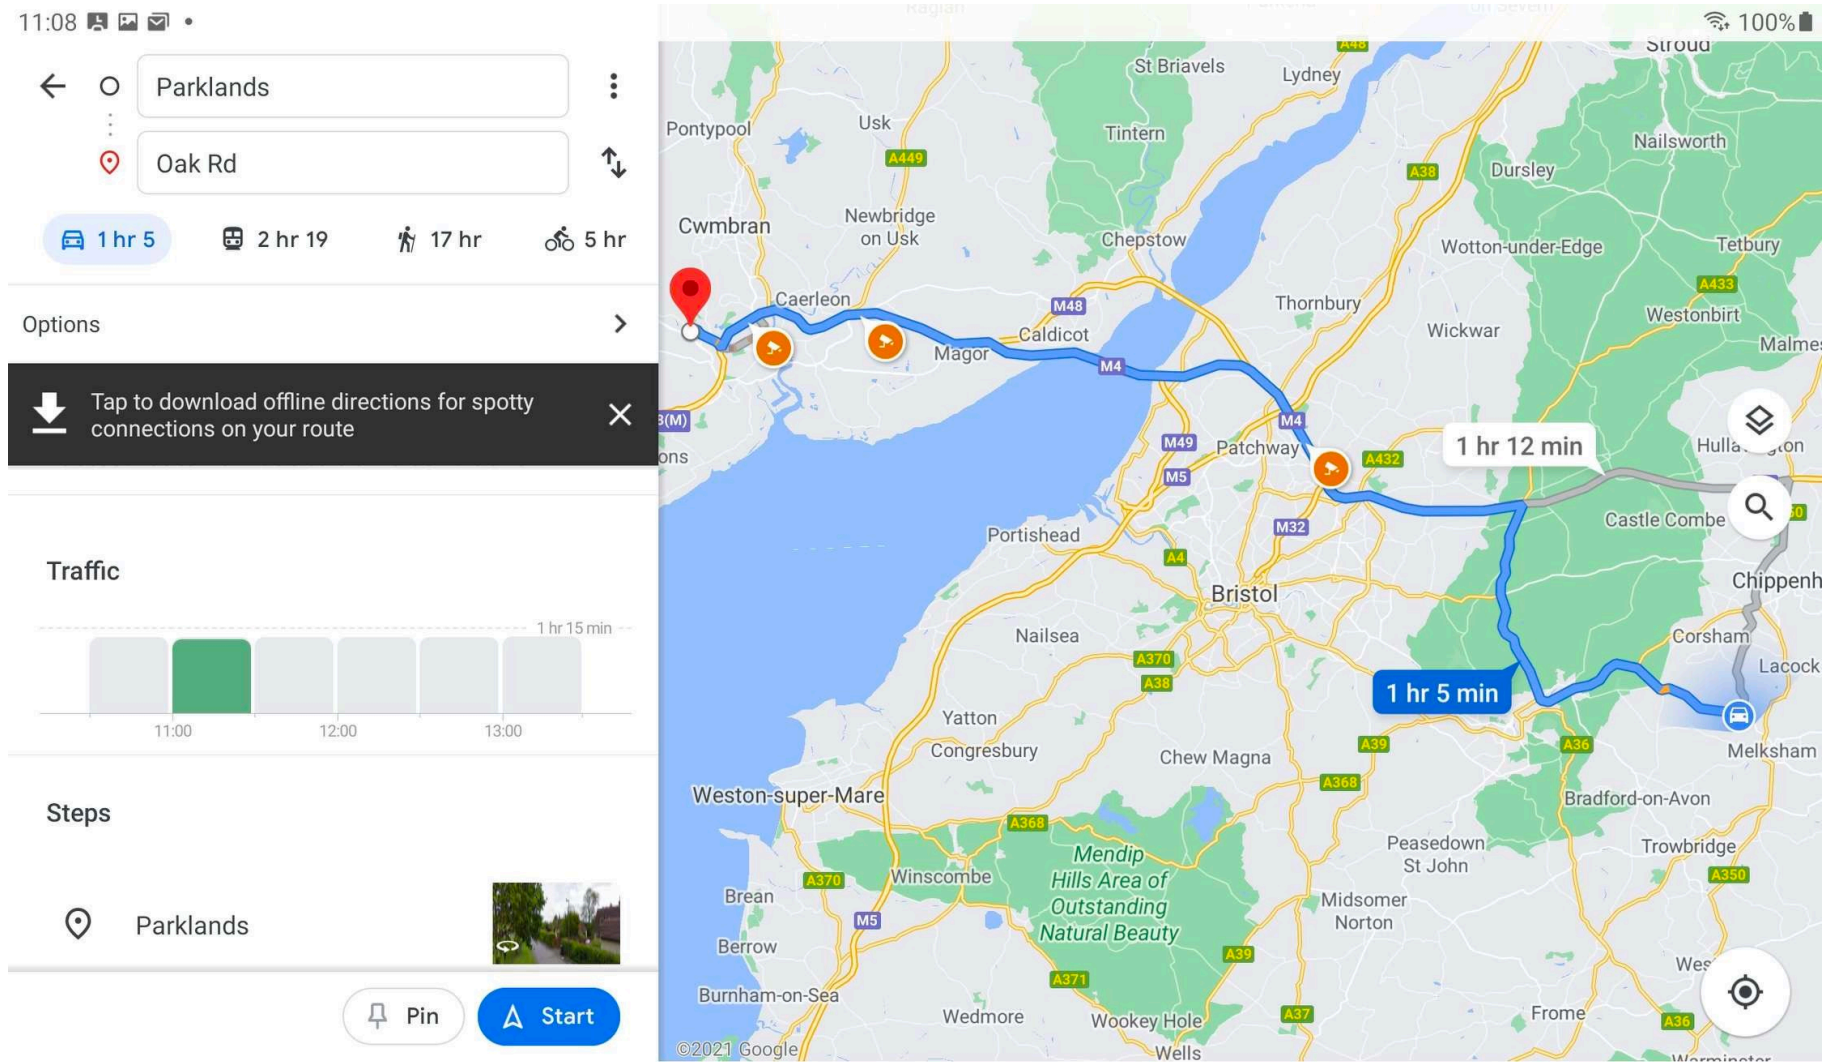 11:08
100%
Parklands
Oak Rd
1 hr 5
2 hr 19
17 hr
5 hr
Options
Tap to download offline directions for spotty
connections on your route
Traffic
1 hr 15 min
11:00
12:00
13:00
Steps
Parklands
Pin
Start
Raglan
on Severn
A48
Stroud
St Briavels
Lydney
Pontypool
Usk
Tintern
Nailsworth
A449
A38
Dursley
Cwmbran
Newbridge
on Usk
Chepstow
Wotton-under-Edge
Tetbury
A433
Caerleon
M48
Thornbury
Westonbirt
Caldicot
Wickwar
Magor
M4
M4
M49
Patchway
A432
1 hr 12 min
M5
M32
Castle Combe
Portishead
A4
Bristol
Nailsea
Corsham
A370
A38
Lacock
1 hr 5 min
Yatton
Congresbury
A39
A36
Melksham
Chew Magna
A368
Weston-super-Mare
Bradford-on-Avon
A368
Peasedown
St John
Trowbridge
Mendip
Hills Area of
Outstanding
Natural Beauty
A370
Winscombe
A350
Brean
M5
Midsomer
Norton
Berrow
A39
A371
Burnham-on-Sea
Wedmore
Wookey Hole
A37
Frome
A36
©2021 Google
Wells
Warminster